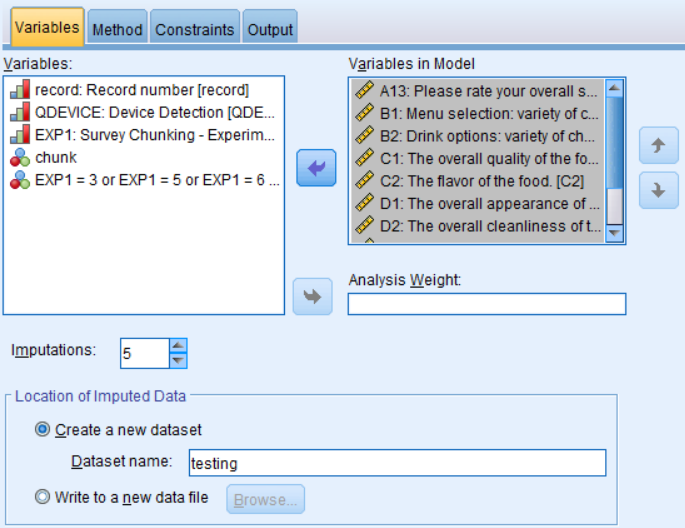 Variables Method Constraints Output
Variables:
record: Record number [record]
QDEVICE: Device Detection [QDE...
EXP1: Survey Chunking - Experim...
chunk
EXP1 = 3 or EXP1 = 5 or EXP1 = 6 ...
Variables in Model
A13: Please rate your overall s...
B1: Menu selection: variety of c...
B2: Drink options: variety of ch...
C1: The overall quality of the fo...
C2: The flavor of the food. [C2]
D1: The overall appearance of ...
D2: The overall cleanliness of t...
Analysis Weight:
Imputations: 5
Location of Imputed Data
Create a new dataset
Dataset name: testing
Write to a new data file Browse...